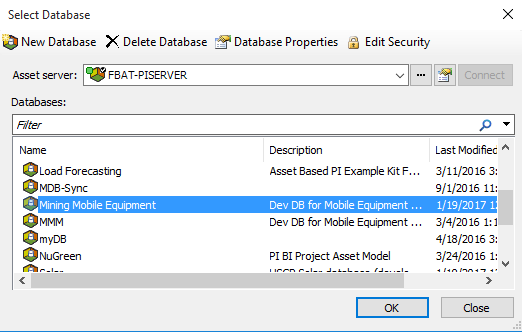 Select Database
New Database Delete Database Database Properties Edit Security
Asset server: FBAT-PISERVER ... Connect
Databases:
Filter
Name Description Last Modified
Load Forecasting Asset Based PI Example Kit F... 3/11/2016 3:
MDB-Sync 9/1/2016 11:
Mining Mobile Equipment Dev DB for Mobile Equipment ... 1/19/2017 12
MMM Dev DB for Mobile Equipment ... 3/4/2016 1:1
myDB 4/18/2016 3:
NuGreen PI BI Project Asset Model 3/24/2016 1:
OK Close